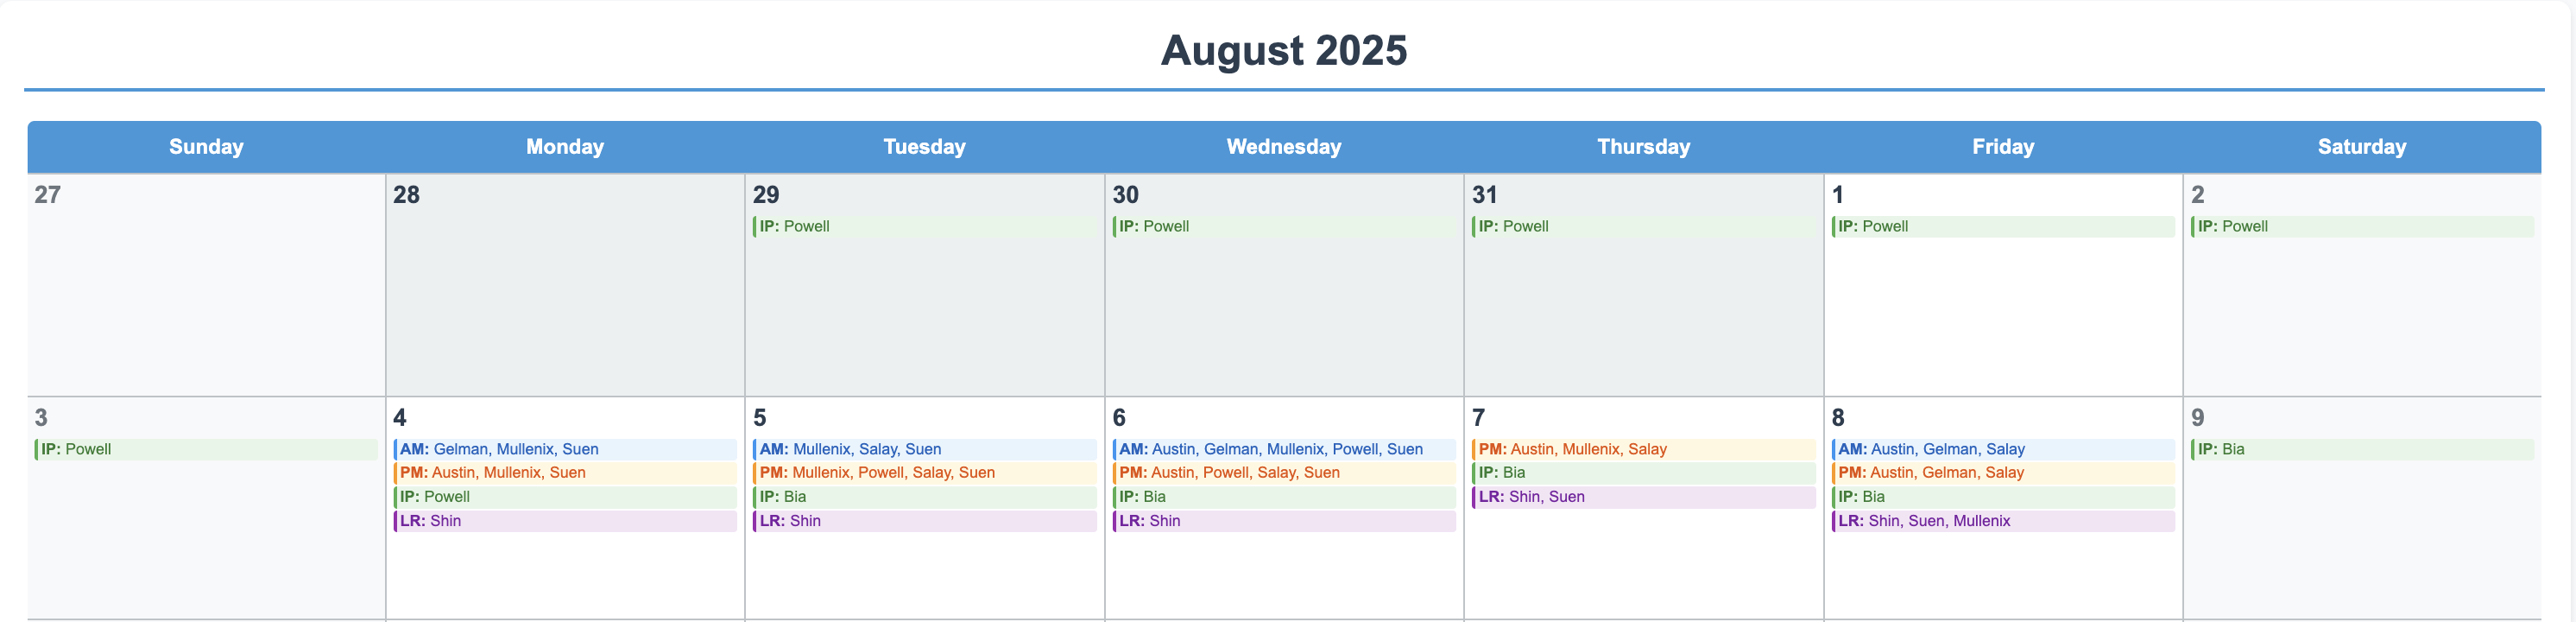 August 2025
Sunday Monday Tuesday Wednesday Thursday Friday Saturday
27 28 29 30 31 1 2
IP: Powell IP: Powell IP: Powell IP: Powell IP: Powell
3 4 5 6 7 8 9
IP: Powell AM: Gelman, Mullenix, Suen AM: Mullenix, Salay, Suen AM: Austin, Gelman, Mullenix, Powell, Suen PM: Austin, Mullenix, Salay AM: Austin, Gelman, Salay IP: Bia
PM: Austin, Mullenix, Suen PM: Mullenix, Powell, Salay, Suen PM: Austin, Powell, Salay, Suen IP: Bia PM: Austin, Gelman, Salay
IP: Powell IP: Bia IP: Bia LR: Shin, Suen IP: Bia
LR: Shin LR: Shin LR: Shin LR: Shin, Suen, Mullenix